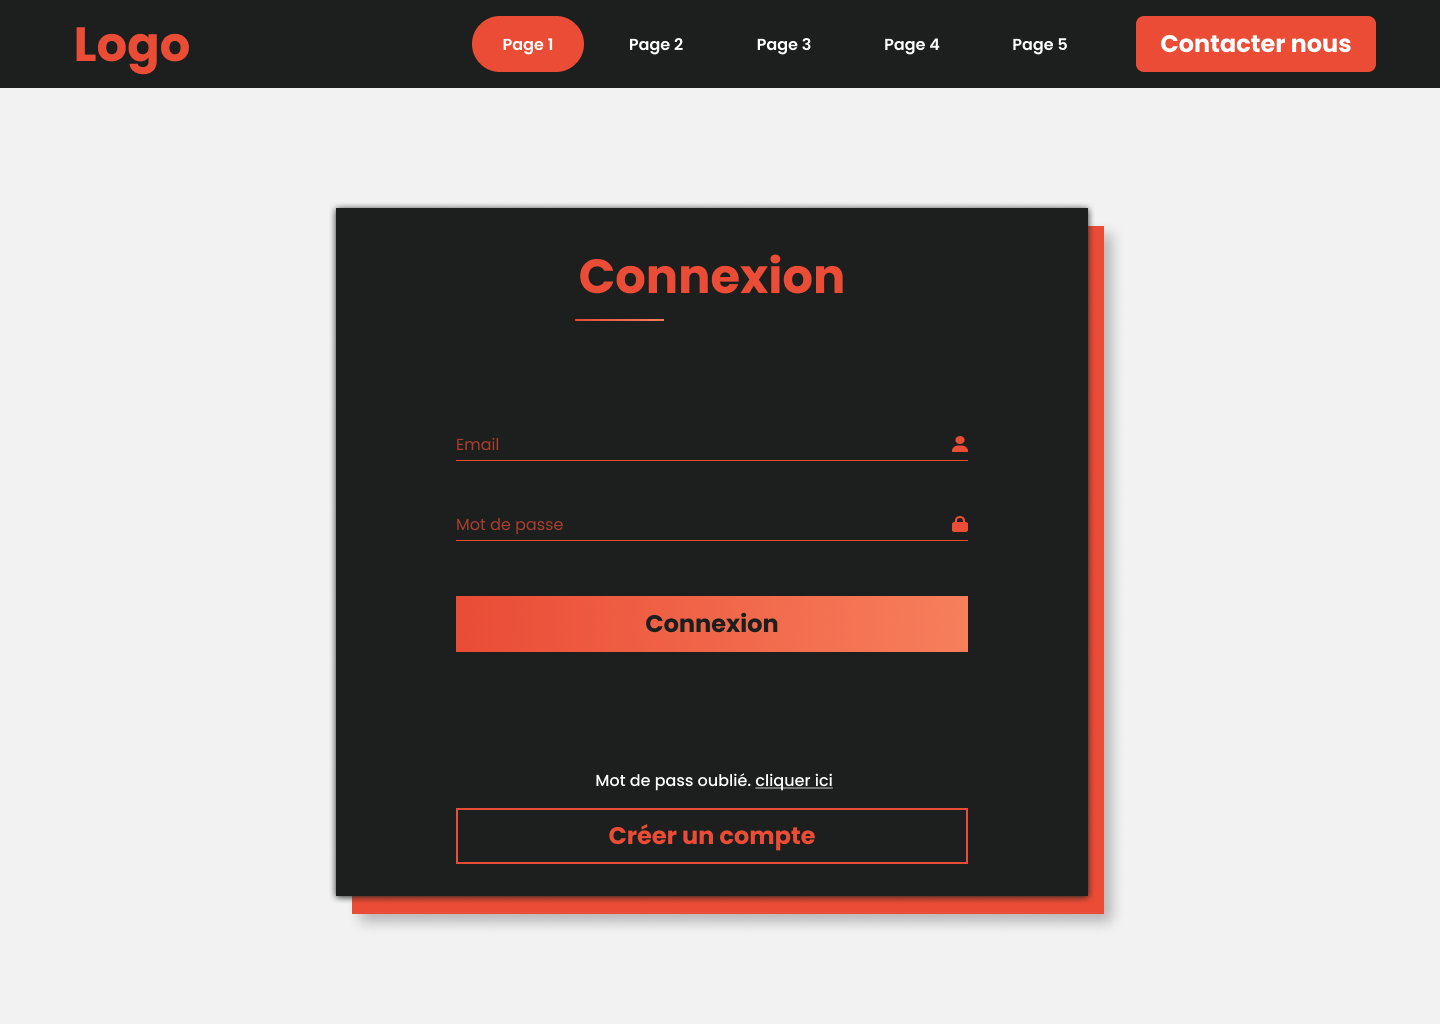 Logo
Page 1
Page 2
Page 3
Page 4
Page 5
Contacter nous
Connexion
Email
Mot de passe
Connexion
Mot de pass oublié. cliquer ici
Créer un compte